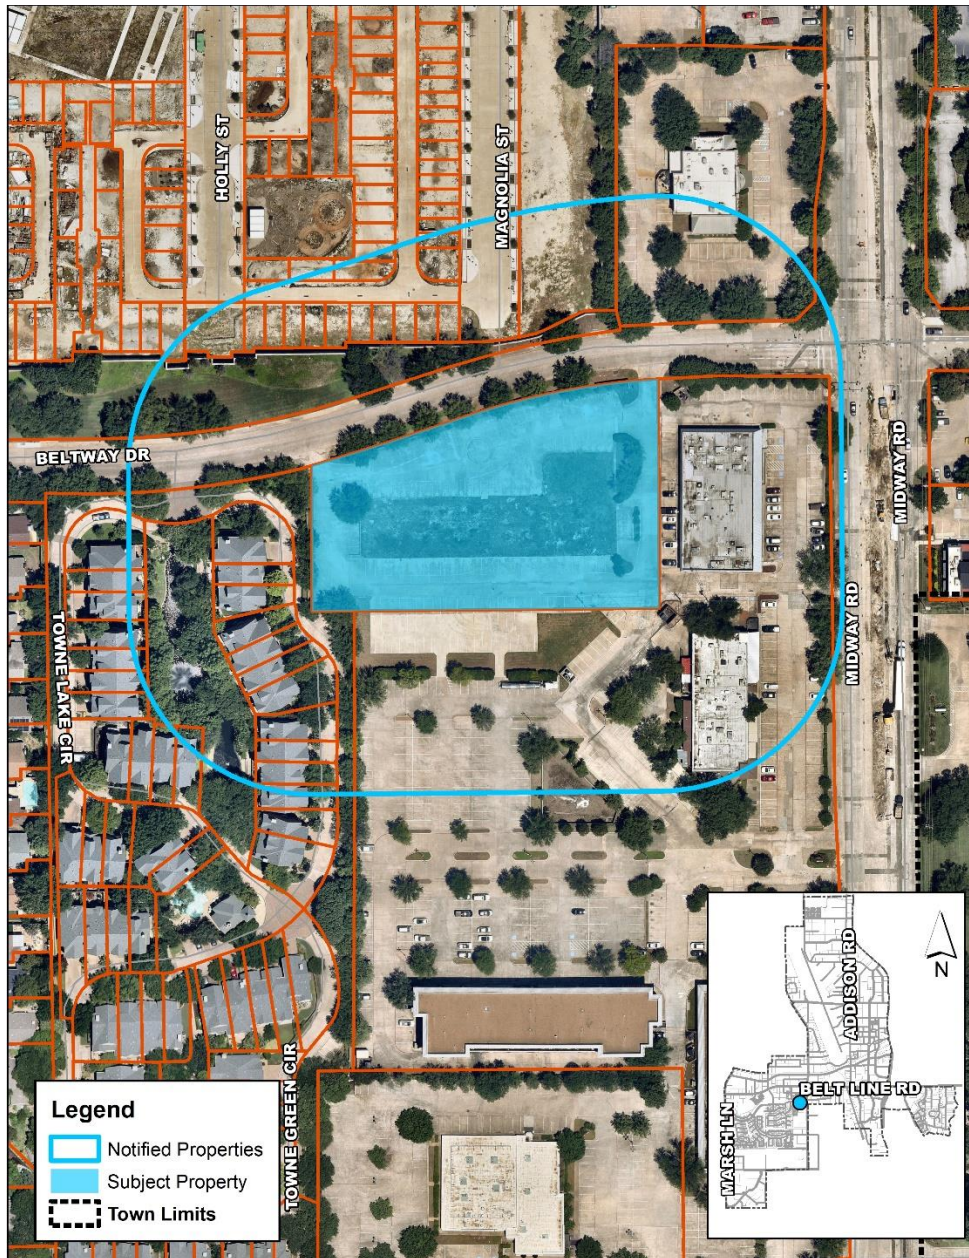 HOLLY ST
MAGNOLIA ST
BELTWAY DR
MIDWAY RD
MIDWAY RD
TOWNE LAKE CIR
TOWNE GREEN CIR
Legend
Notified Properties
Subject Property
Town Limits
N
ADDISON RD
BELT LINE RD
MARSH LN